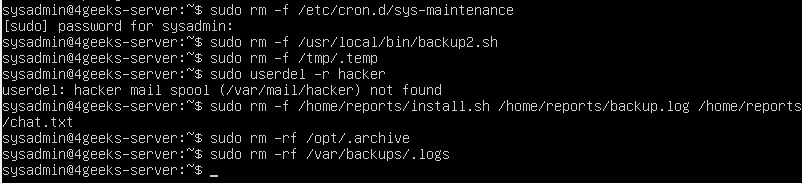 sysadmin@4geeks-server:~$ sudo rm -f /etc/cron.d/sys-maintenance
[sudo] password for sysadmin:
sysadmin@4geeks-server:~$ sudo rm -f /usr/local/bin/backup2.sh
sysadmin@4geeks-server:~$ sudo rm -f /tmp/.temp
sysadmin@4geeks-server:~$ sudo userdel -r hacker
userdel: hacker mail spool (/var/mail/hacker) not found
sysadmin@4geeks-server:~$ sudo rm -f /home/reports/install.sh /home/reports/backup.log /home/reports
/chat.txt
sysadmin@4geeks-server:~$ sudo rm -rf /opt/.archive
sysadmin@4geeks-server:~$ sudo rm -rf /var/backups/.logs
sysadmin@4geeks-server:~$ _